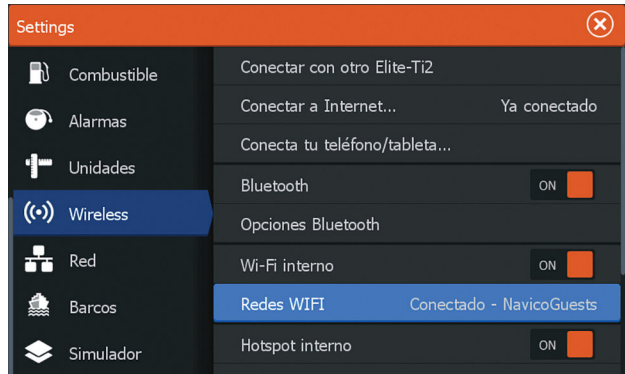 Settings
Combustible
Alarmas
Unidades
Wireless
Red
Barcos
Simulador
Conectar con otro Elite-Ti2
Conectar a Internet... Ya conectado
Conecta tu teléfono/tableta...
Bluetooth ON
Opciones Bluetooth
Wi-Fi interno ON
Redes WIFI Conectado - NavicoGuests
Hotspot interno ON